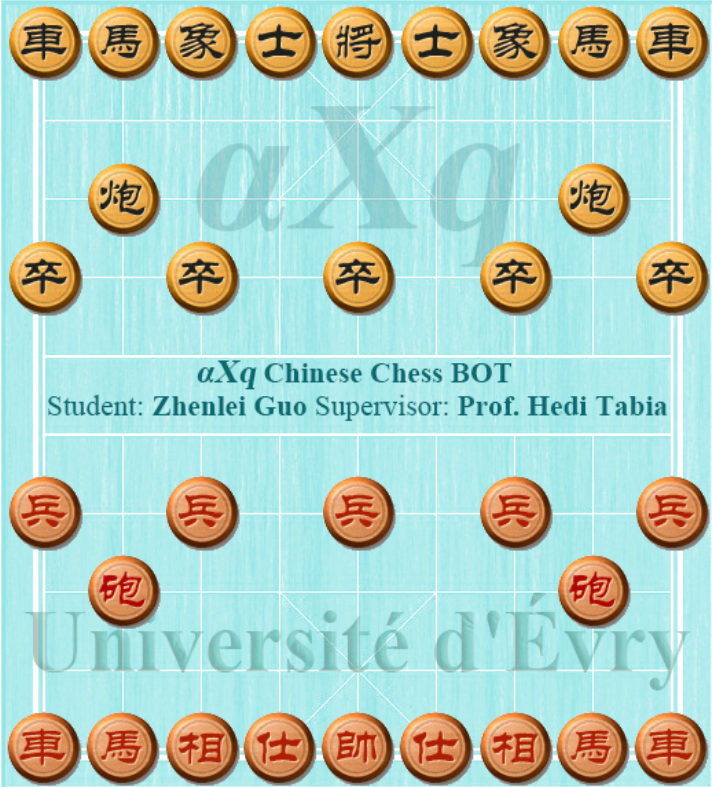 車馬象士將士象馬車
αXq
炮 炮
卒 卒 卒 卒 卒
αXq Chinese Chess BOT
Student: Zhenlei Guo Supervisor: Prof. Hedi Tabia
兵 兵 兵 兵 兵
砲 砲
Université d'Évry
車馬相仕帥仕相馬車